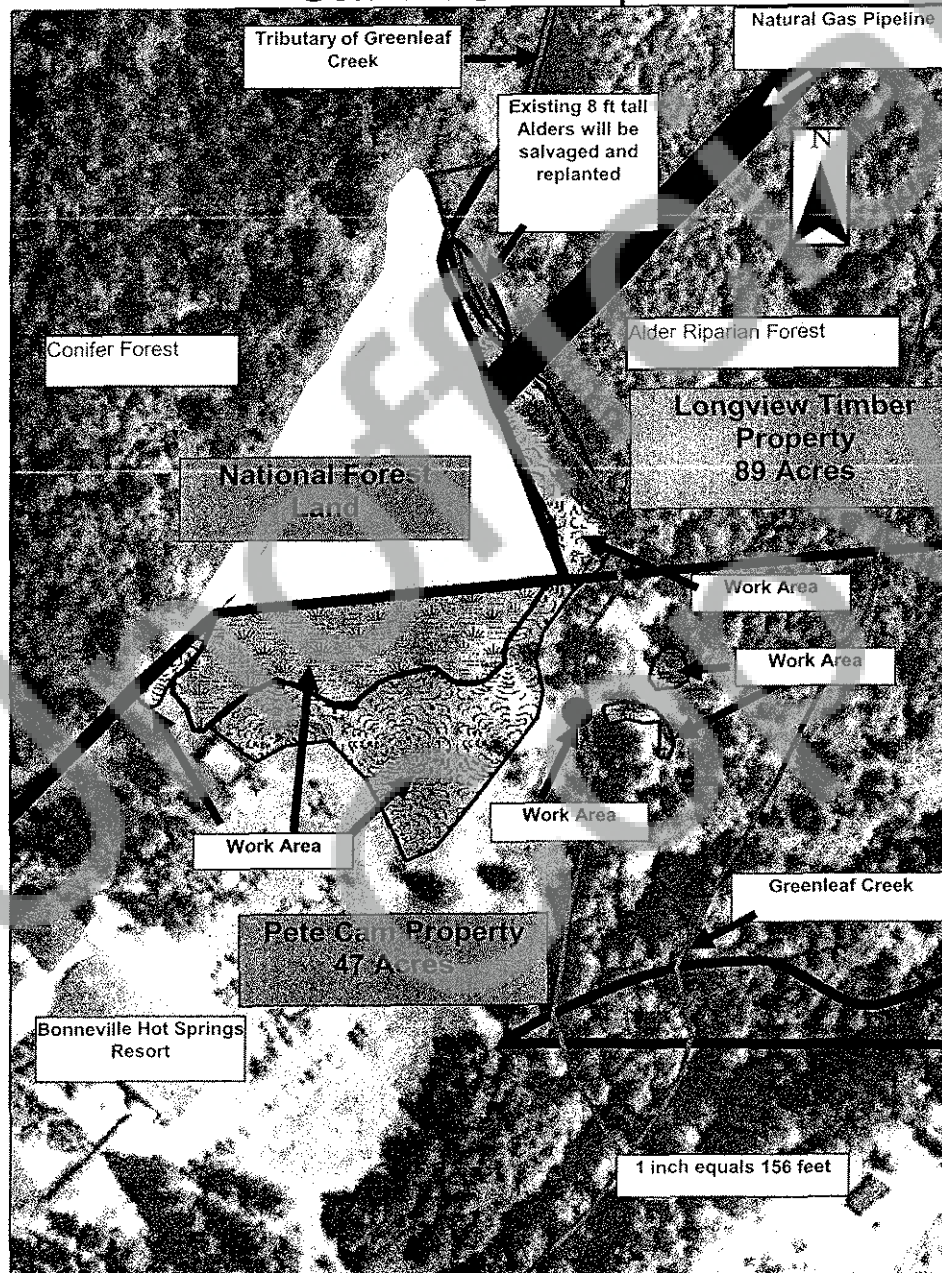 Tributary of Greenleaf
Creek
Natural Gas Pipeline
Existing 8 ft tall
Alders will be
salvaged and
replanted
N
Conifer Forest
Alder Riparian Forest
Longview Timber
Property
89 Acres
National Forest
Land
Work Area
Work Area
Work Area
Work Area
Greenleaf Creek
Pete Cam Property
47 Acres
Bonneville Hot Springs
Resort
1 inch equals 156 feet